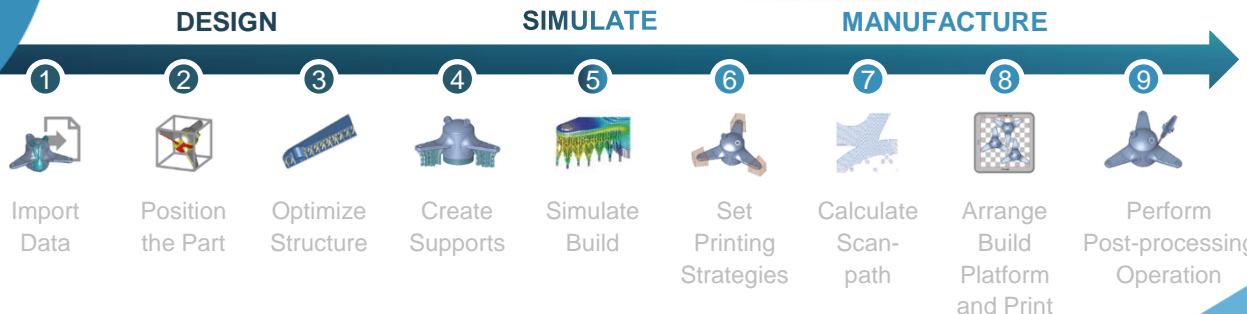 DESIGN SIMULATE MANUFACTURE
1 2 3 4 5 6 7 8 9
Import
Data
Position
the Part
Optimize
Structure
Create
Supports
Simulate
Build
Set
Printing
Strategies
Calculate
Scan-
path
Arrange
Build
Platform
and Print
Perform
Post-processing
Operation